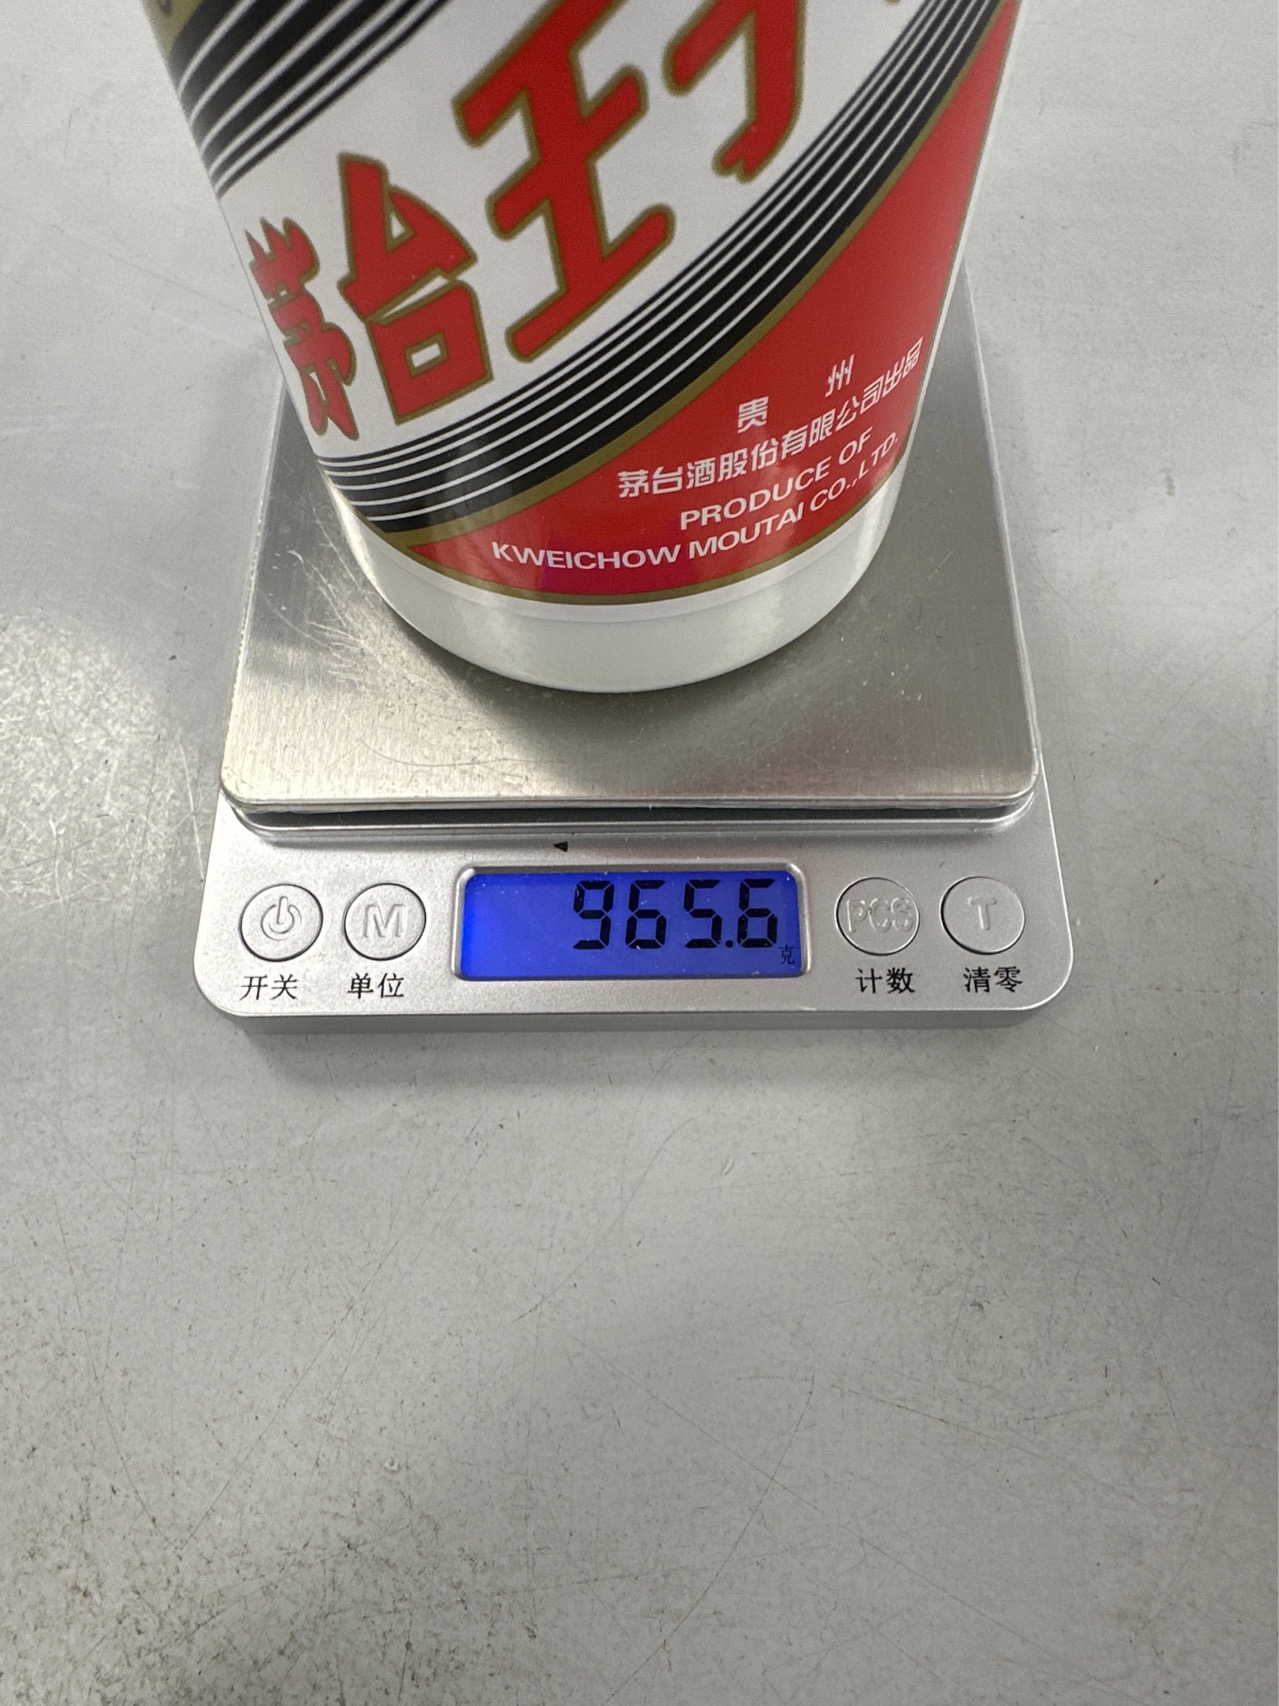 茅台王子
贵州
茅台酒股份有限公司出品
PRODUCE OF
KWEICHOW MOUTAI CO.,LTD.
965.6
克
M
PCS
T
开关
单位
计数
清零